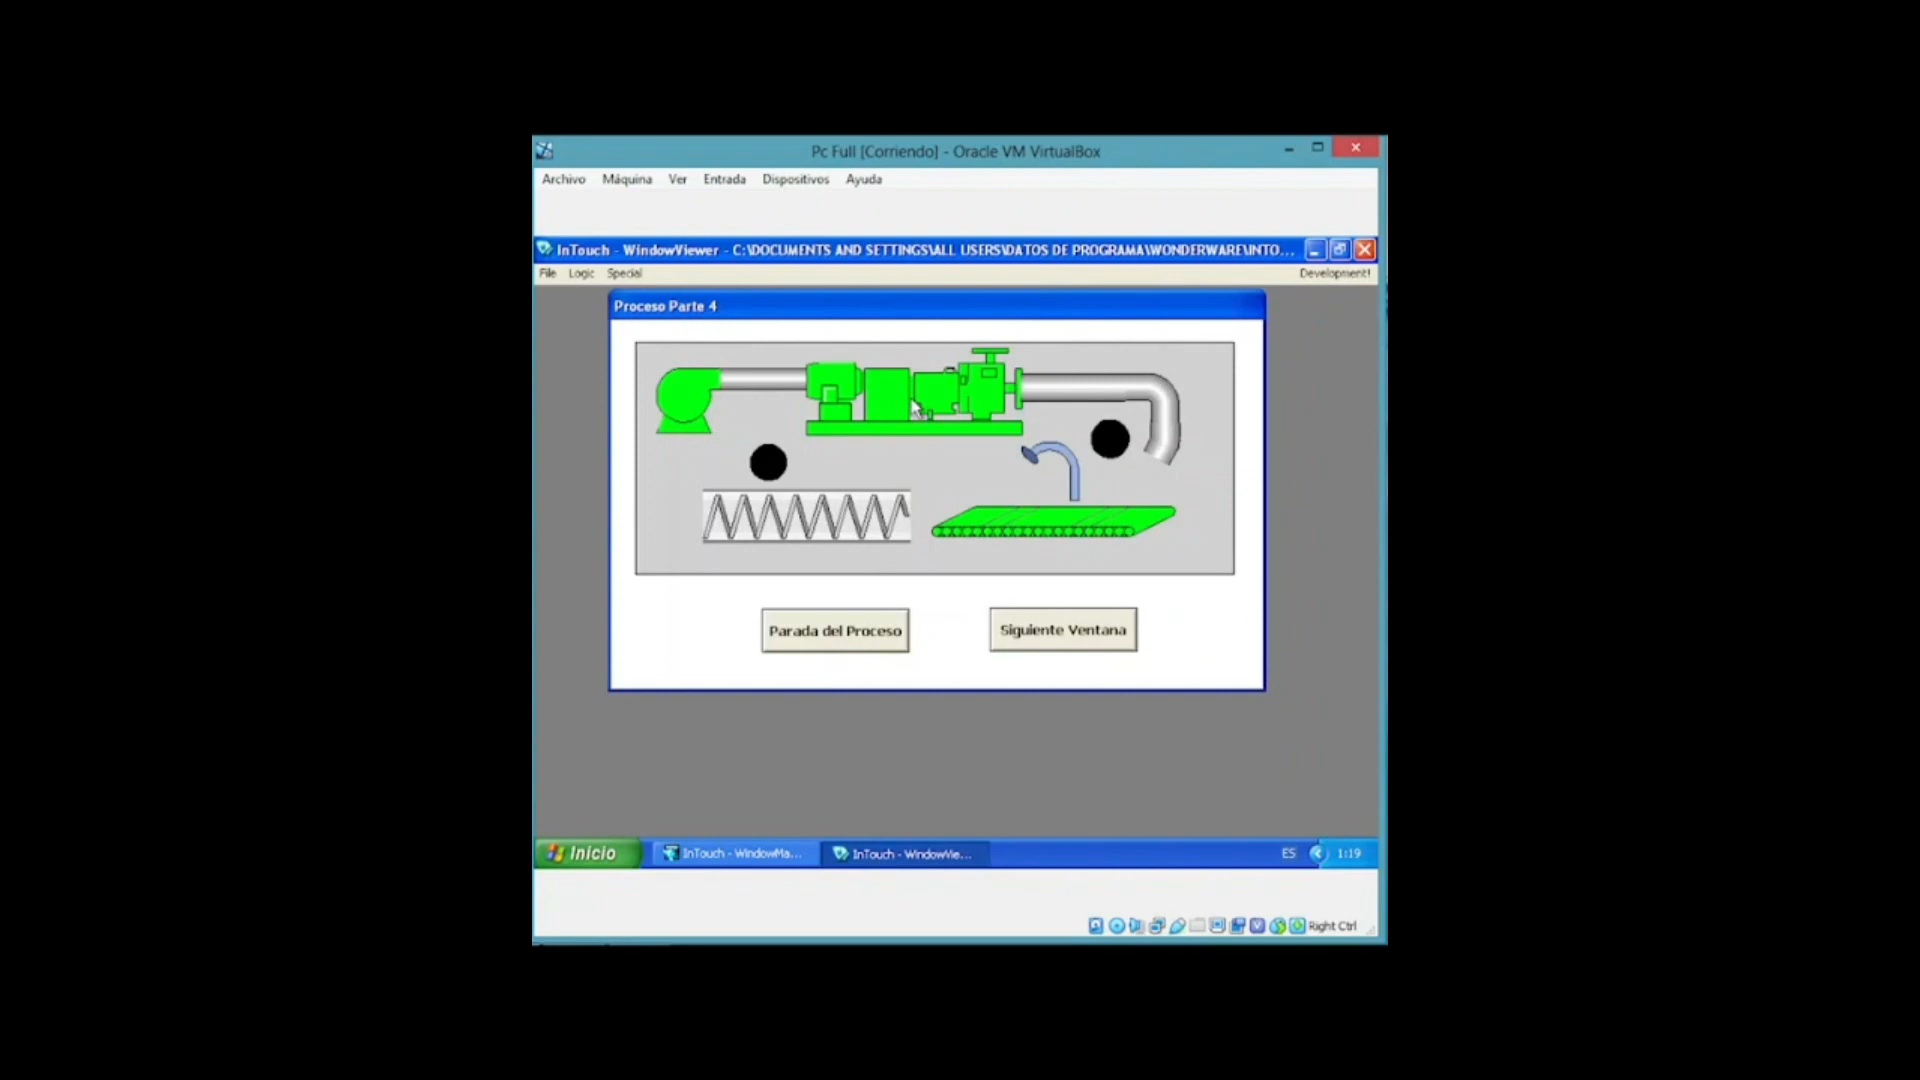 Pc Full [Corriendo] - Oracle VM VirtualBox
Archivo Máquina Ver Entrada Dispositivos Ayuda
InTouch - WindowViewer - C:\DOCUMENTS AND SETTINGS\ALL USERS\DATOS DE PROGRAMA\WONDERWARE\INTO...
File Logic Special Development!
Proceso Parte 4
Parada del Proceso Siguiente Ventana
Inicio InTouch - WindowMa... InTouch - WindowVie... ES 1:19
Right Ctrl